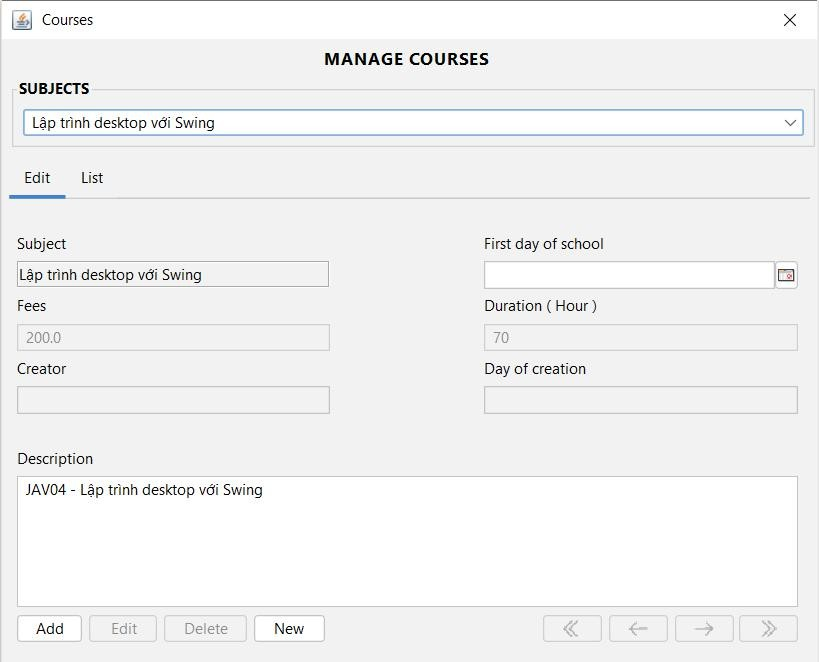 Courses
MANAGE COURSES
SUBJECTS
Lập trình desktop với Swing
Edit List
Subject First day of school
Lập trình desktop với Swing
Fees Duration ( Hour )
200.0 70
Creator Day of creation
Description
JAV04 - Lập trình desktop với Swing
Add Edit Delete New